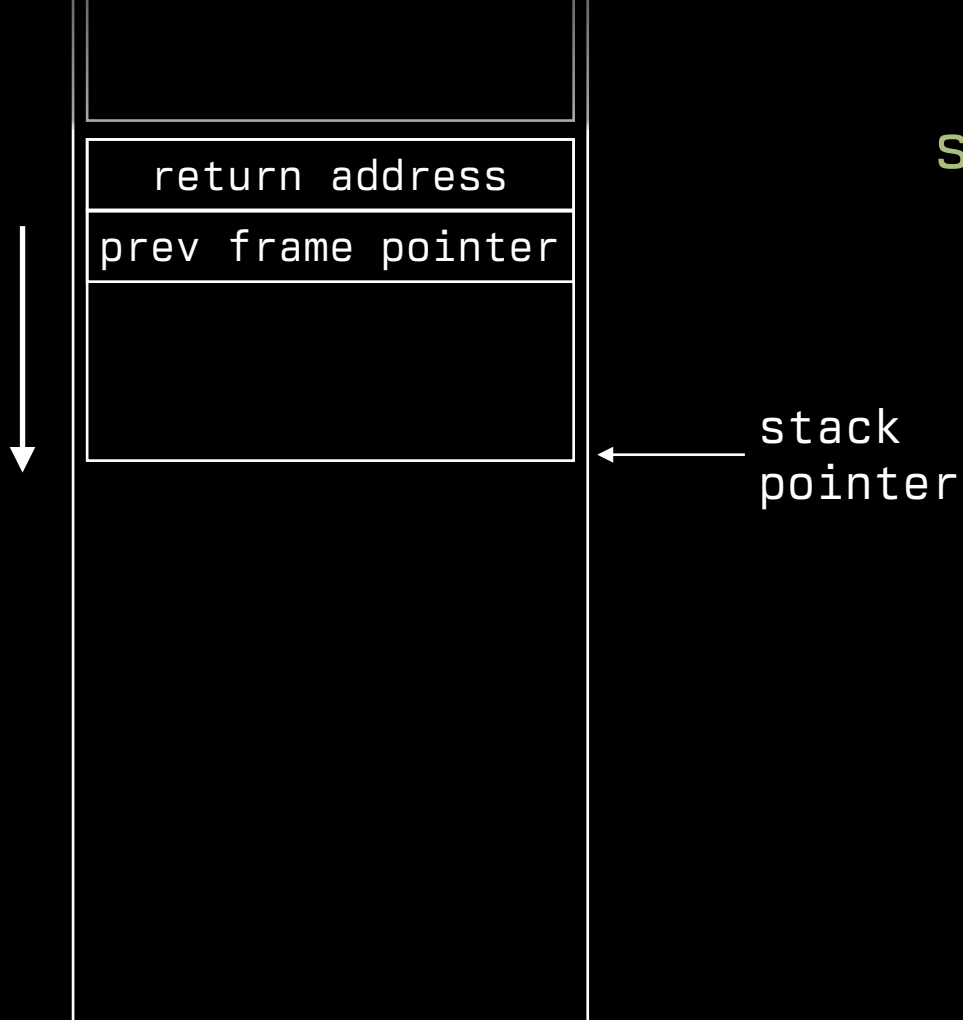 return address
prev frame pointer
stack
pointer